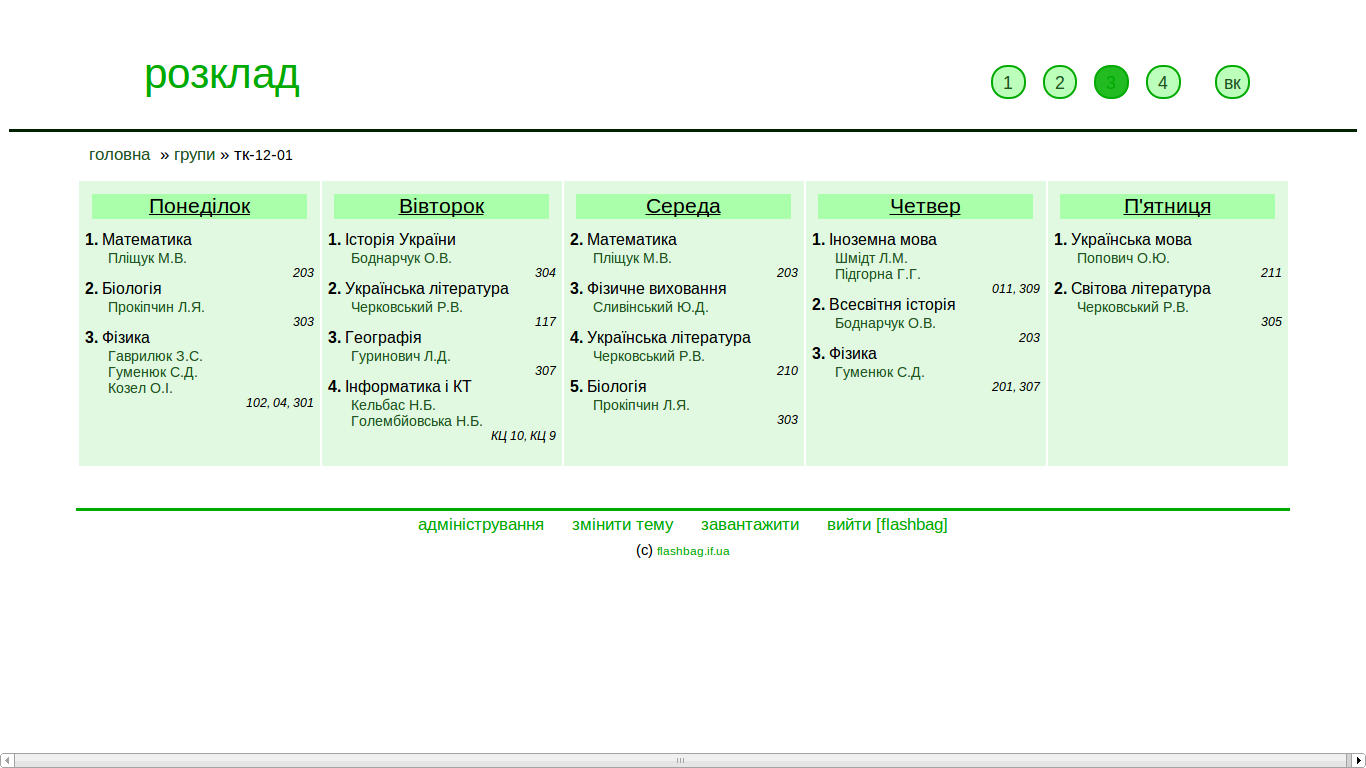 розклад
1 2 3 4 вк
головна » групи » тк-12-01
Понеділок
1. Математика
Пліщук М.В.
203
2. Біологія
Прокіпчин Л.Я.
303
3. Фізика
Гаврилюк З.С.
Гуменюк С.Д.
Козел О.І.
102, 04, 301
Вівторок
1. Історія України
Боднарчук О.В.
304
2. Українська література
Черковський Р.В.
117
3. Географія
Гуринович Л.Д.
307
4. Інформатика і КТ
Кельбас Н.Б.
Голембйовська Н.Б.
КЦ 10, КЦ 9
Середа
2. Математика
Пліщук М.В.
203
3. Фізичне виховання
Сливінський Ю.Д.
4. Українська література
Черковський Р.В.
210
5. Біологія
Прокіпчин Л.Я.
303
Четвер
1. Іноземна мова
Шмідт Л.М.
Підгорна Г.Г.
011, 309
2. Всесвітня історія
Боднарчук О.В.
203
3. Фізика
Гуменюк С.Д.
201, 307
П'ятниця
1. Українська мова
Попович О.Ю.
211
2. Світова література
Черковський Р.В.
305
адміністрування змінити тему завантажити вийти [flashbag]
(c) flashbag.if.ua